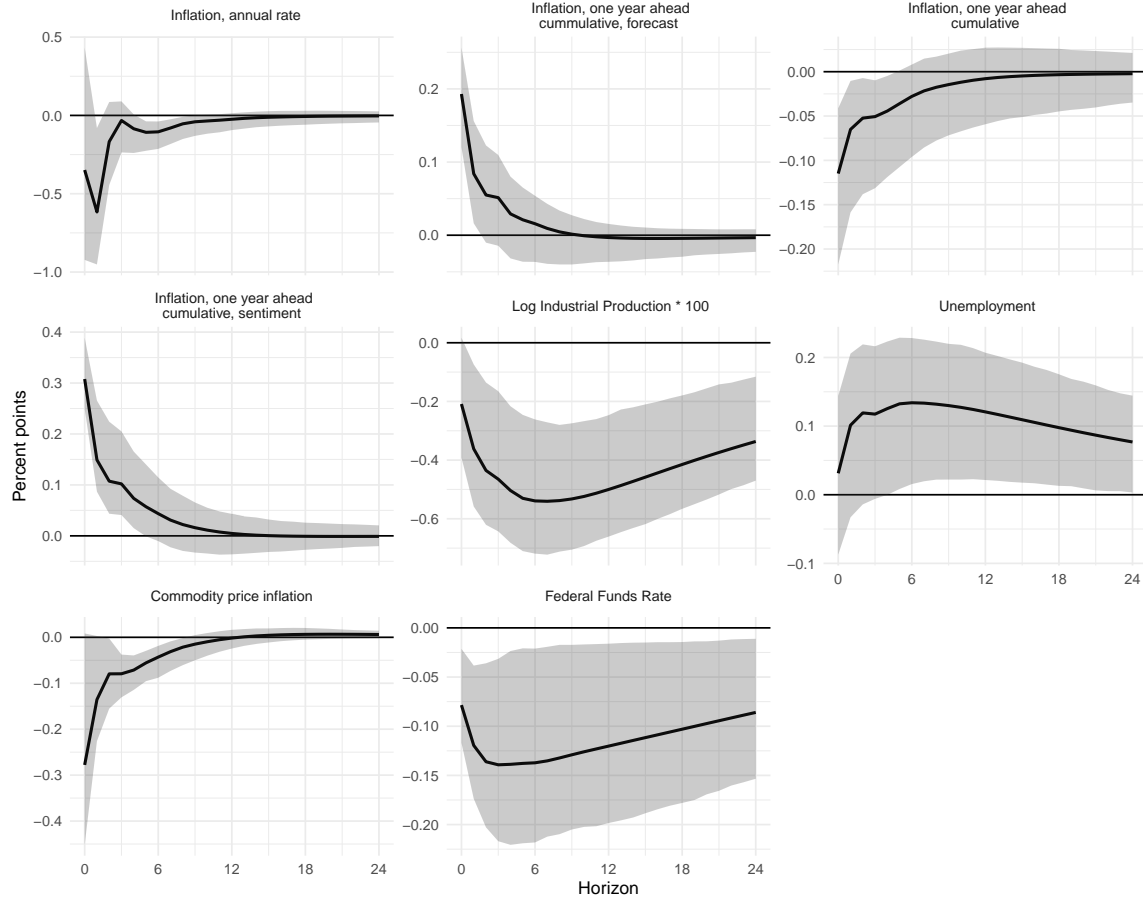 Inflation, annual rate
Inflation, one year ahead
cummulative, forecast
Inflation, one year ahead
cumulative
0.5
0.0
−0.5
−1.0
0.2
0.1
0.0
0.00
−0.05
−0.10
−0.15
−0.20
Inflation, one year ahead
cumulative, sentiment
Log Industrial Production * 100
Unemployment
0.4
0.3
0.2
0.1
0.0
0.0
−0.2
−0.4
−0.6
0.2
0.1
0.0
−0.1
0 6 12 18 24
Percent points
Commodity price inflation
Federal Funds Rate
0.0
−0.1
−0.2
−0.3
−0.4
0.00
−0.05
−0.10
−0.15
−0.20
0 6 12 18 24
0 6 12 18 24
Horizon